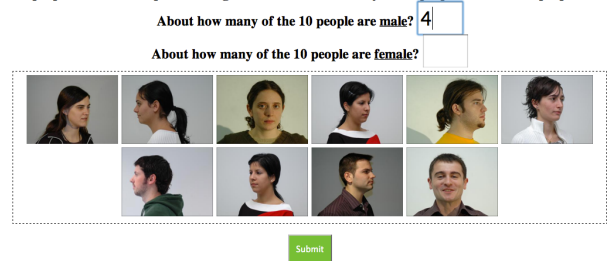 About how many of the 10 people are male? 4
About how many of the 10 people are female?
Submit